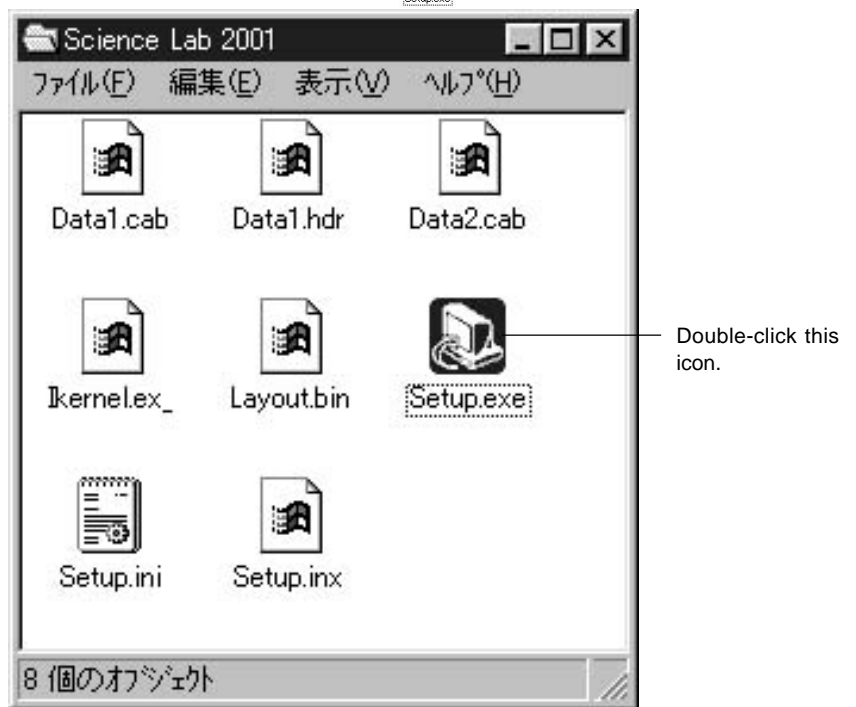 Setup.exe
Science Lab 2001
ﾌｧｲﾙ(F) 編集(E) 表示(V) ﾍﾙﾌﾟ(H)
Data1.cab Data1.hdr Data2.cab
Ikernel.ex_ Layout.bin Setup.exe
Double-click this
icon.
Setup.ini Setup.inx
8 個のｵﾌﾞｼﾞｪｸﾄ